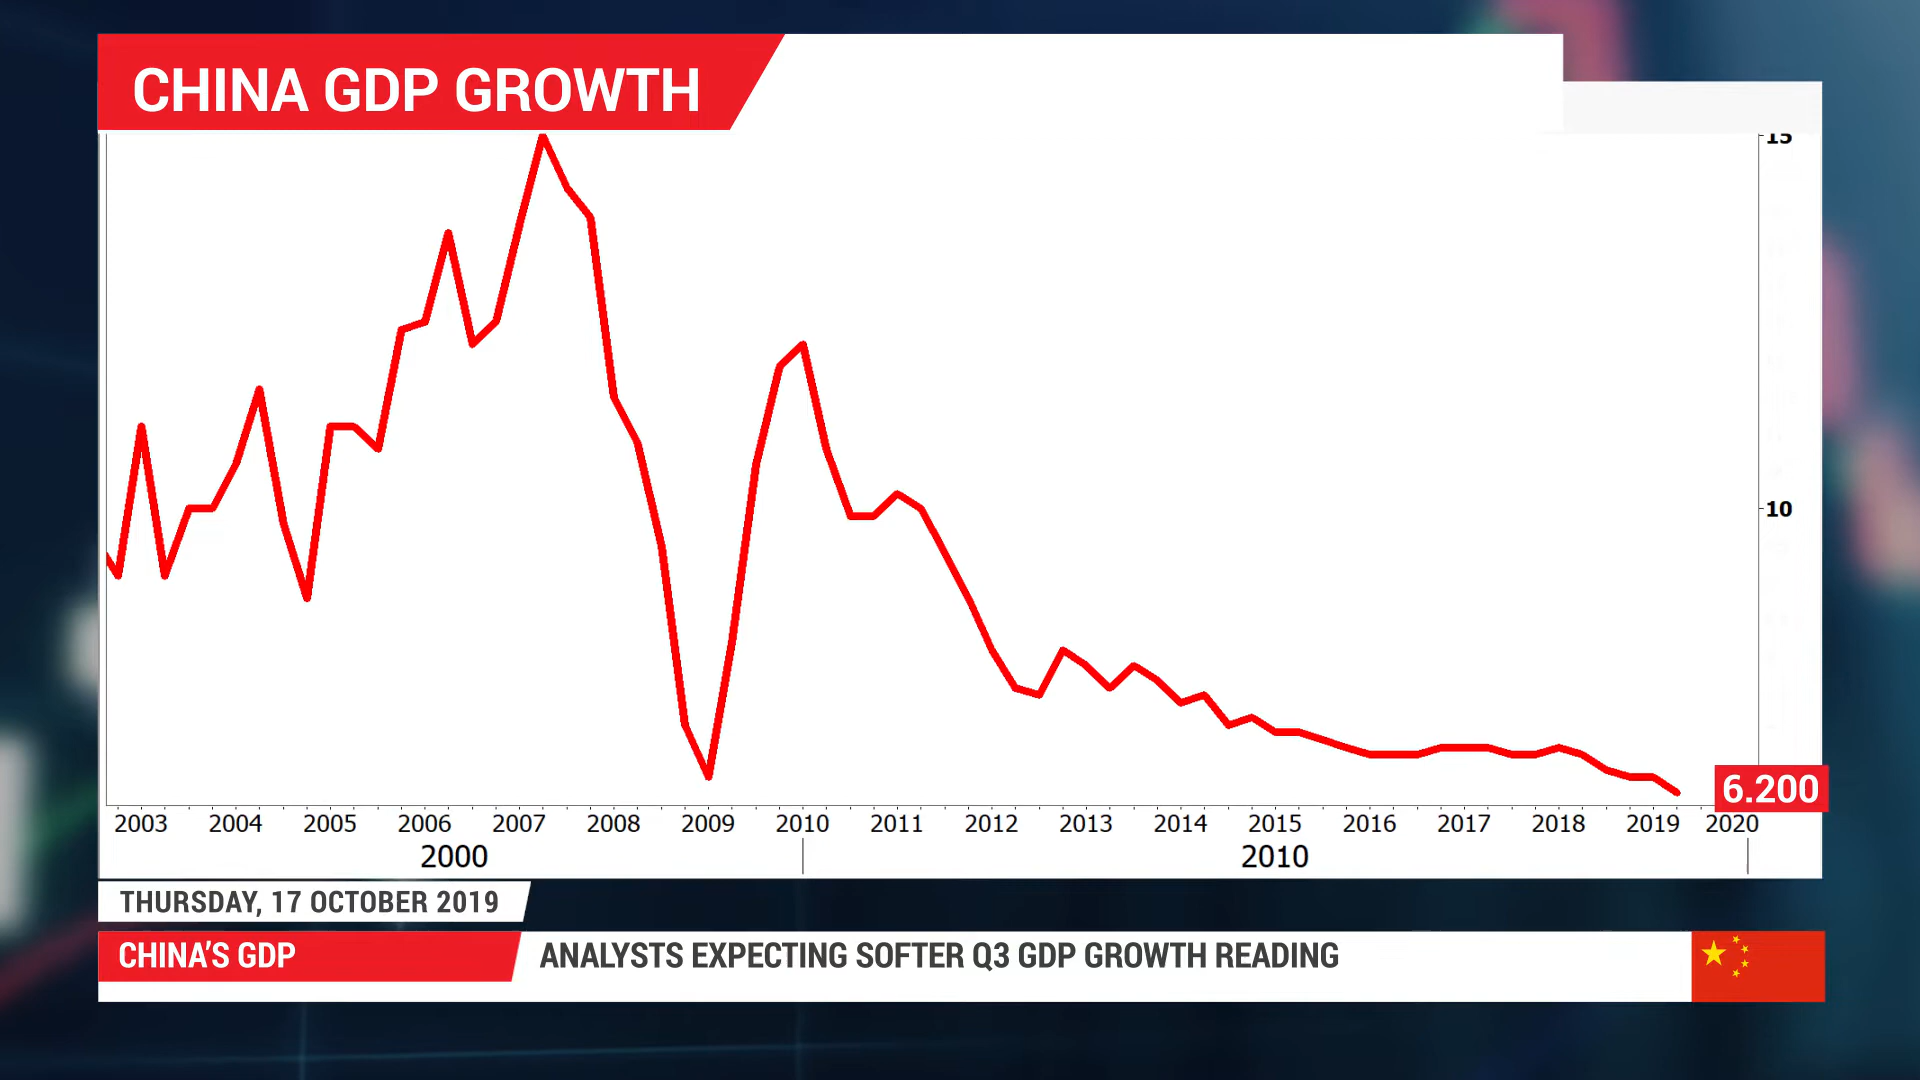 CHINA GDP GROWTH
15
10
6.200
2003 2004 2005 2006 2007 2008 2009 2010 2011 2012 2013 2014 2015 2016 2017 2018 2019 2020
2000 2010
THURSDAY, 17 OCTOBER 2019
CHINA'S GDP ANALYSTS EXPECTING SOFTER Q3 GDP GROWTH READING